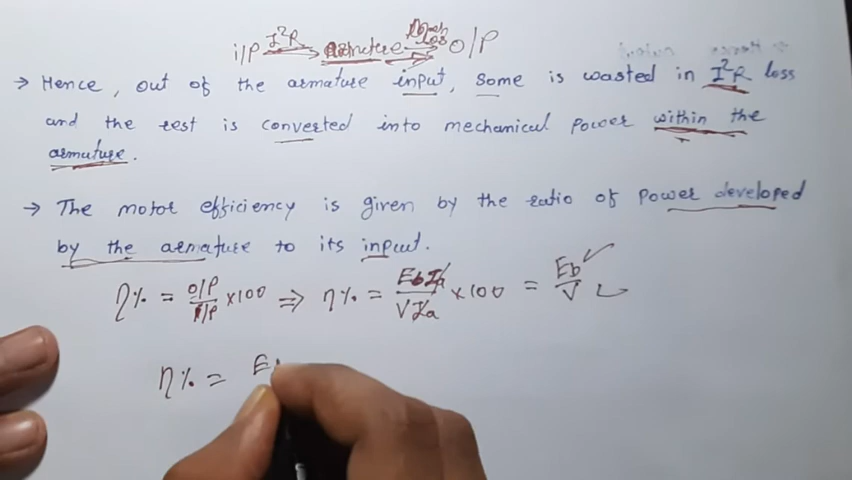 i/P I²R armature Mech loss O/P
→ Hence, out of the armature input, some is wasted in I²R loss
and the rest is converted into mechanical power within the
armature.
→ The motor efficiency is given by the ratio of power developed
by the armature to its input.
η% = O/P / I/P × 100 ⇒ η% = EbIa / VIa × 100 = Eb / V
η% = E